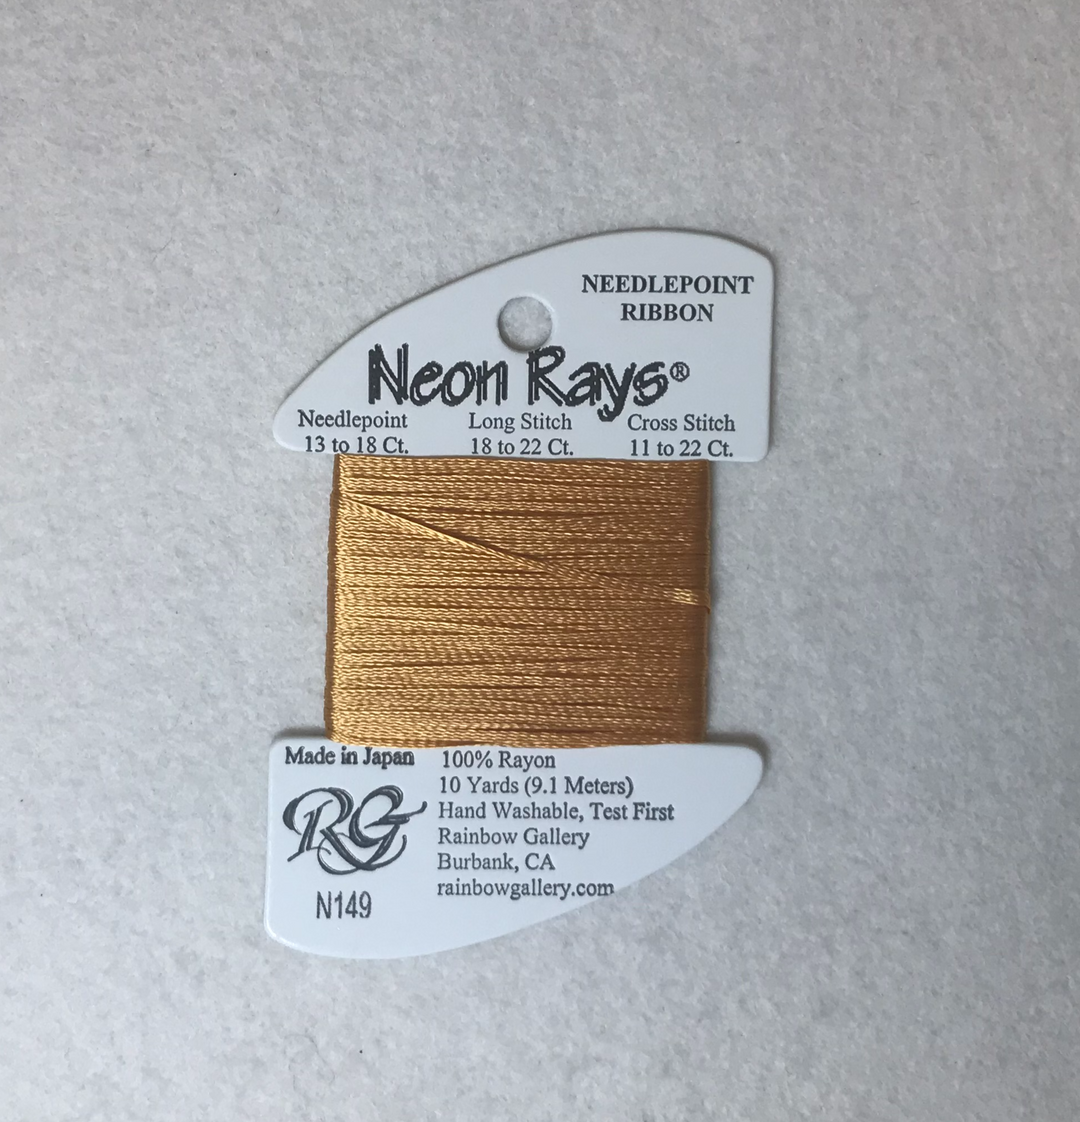 NEEDLEPOINT
RIBBON
Neon Rays®
Needlepoint Long Stitch Cross Stitch
13 to 18 Ct. 18 to 22 Ct. 11 to 22 Ct.
Made in Japan
RG
N149
100% Rayon
10 Yards (9.1 Meters)
Hand Washable, Test First
Rainbow Gallery
Burbank, CA
rainbowgallery.com